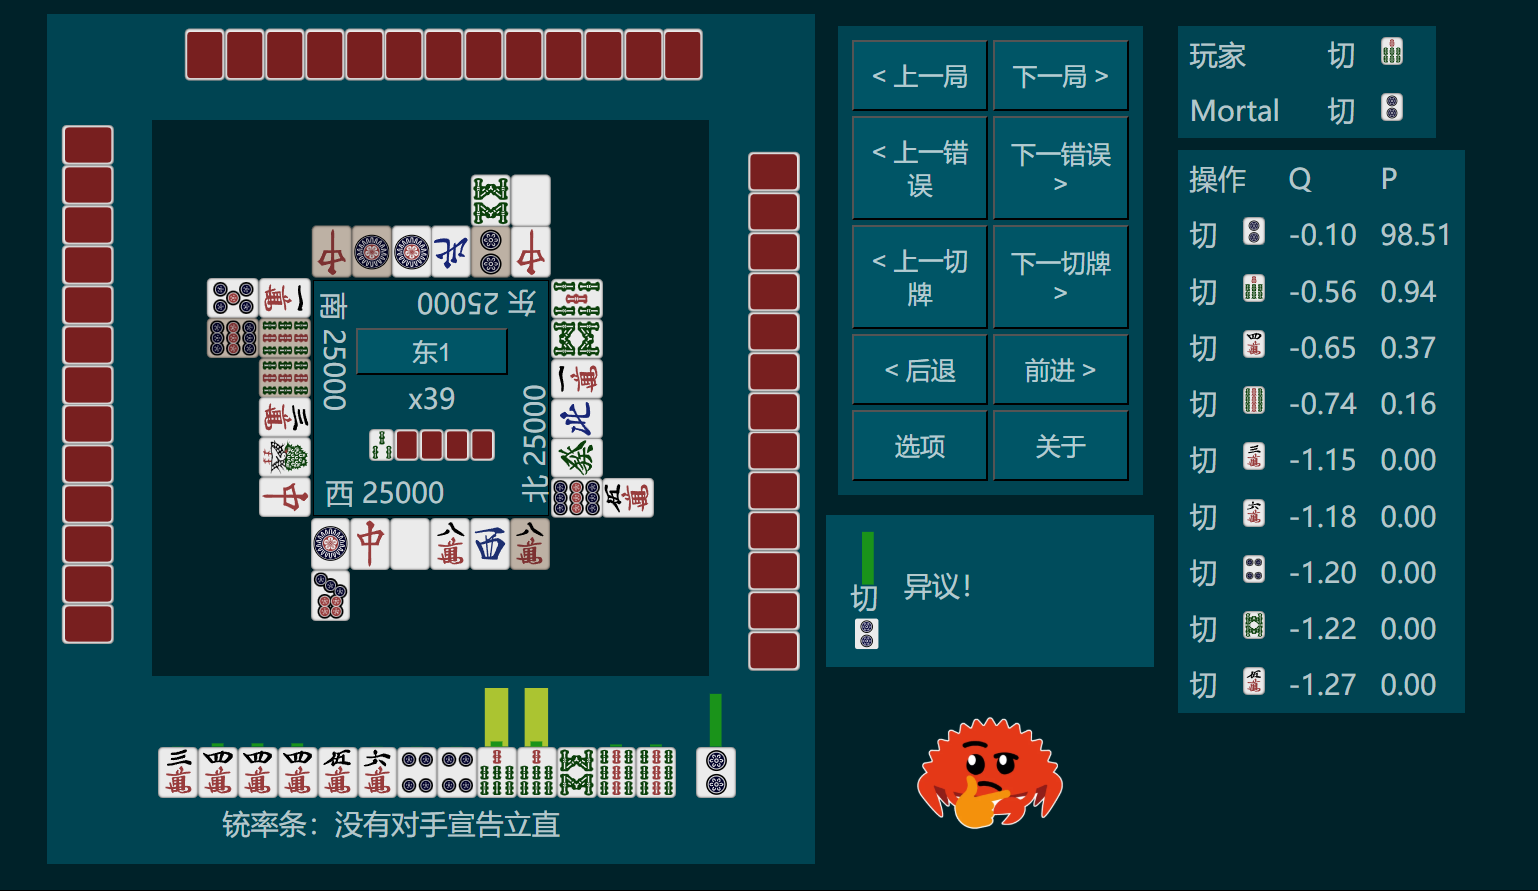 < 上一局
下一局 >
< 上一错误
下一错误 >
< 上一切牌
下一切牌 >
< 后退
前进 >
选项
关于
玩家 切
Mortal 切
操作 Q P
切 -0.10 98.51
切 -0.56 0.94
切 -0.65 0.37
切 -0.74 0.16
切 -1.15 0.00
切 -1.18 0.00
切 -1.20 0.00
切 -1.22 0.00
切 -1.27 0.00
切
异议!
东 25000
南 25000
东1
x39
北 25000
西 25000
铳率条：没有对手宣告立直